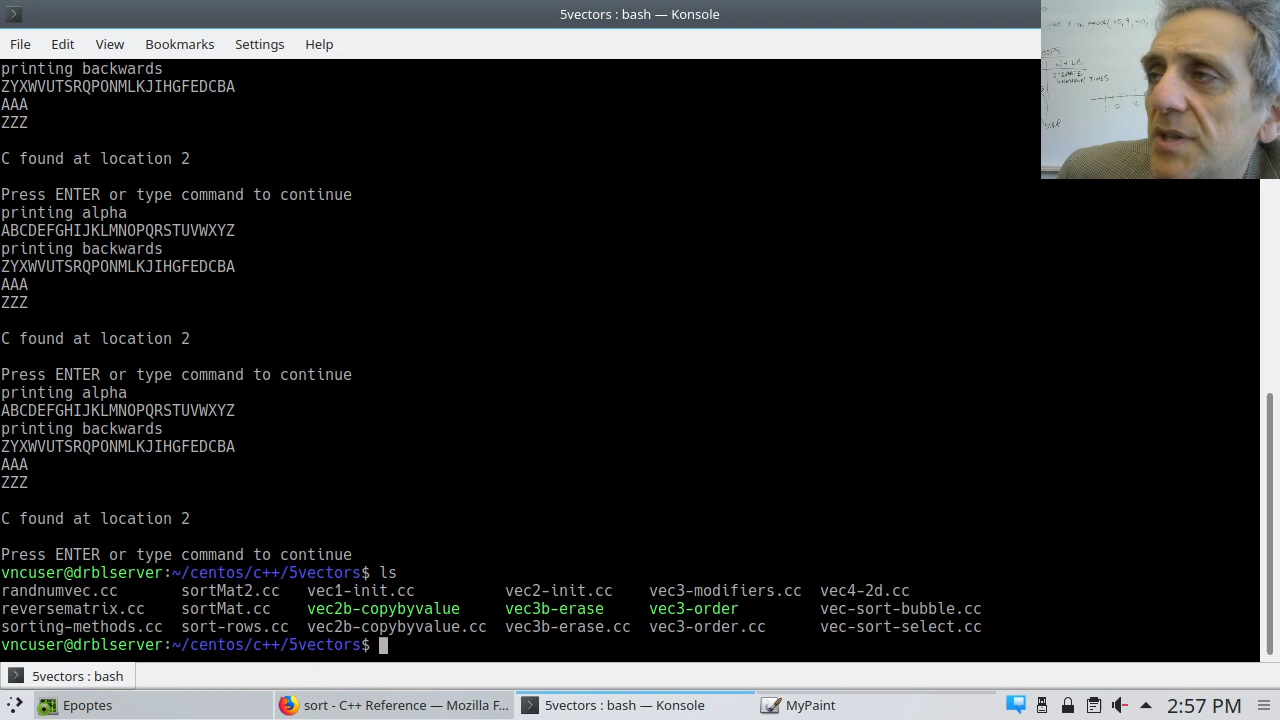 5vectors : bash — Konsole
File Edit View Bookmarks Settings Help
printing backwards
ZYXWVUTSRQPONMLKJIHGFEDCBA
AAA
ZZZ
C found at location 2
Press ENTER or type command to continue
printing alpha
ABCDEFGHIJKLMNOPQRSTUVWXYZ
printing backwards
ZYXWVUTSRQPONMLKJIHGFEDCBA
AAA
ZZZ
C found at location 2
Press ENTER or type command to continue
printing alpha
ABCDEFGHIJKLMNOPQRSTUVWXYZ
printing backwards
ZYXWVUTSRQPONMLKJIHGFEDCBA
AAA
ZZZ
C found at location 2
Press ENTER or type command to continue
vncuser@drblserver:~/centos/c++/5vectors$ ls
randnumvec.cc sortMat2.cc vec1-init.cc vec2-init.cc vec3-modifiers.cc vec4-2d.cc
reversematrix.cc sortMat.cc vec2b-copybyvalue vec3b-erase vec3-order vec-sort-bubble.cc
sorting-methods.cc sort-rows.cc vec2b-copybyvalue.cc vec3b-erase.cc vec3-order.cc vec-sort-select.cc
vncuser@drblserver:~/centos/c++/5vectors$
5vectors : bash
Epoptes sort - C++ Reference — Mozilla F... 5vectors : bash — Konsole MyPaint 2:57 PM